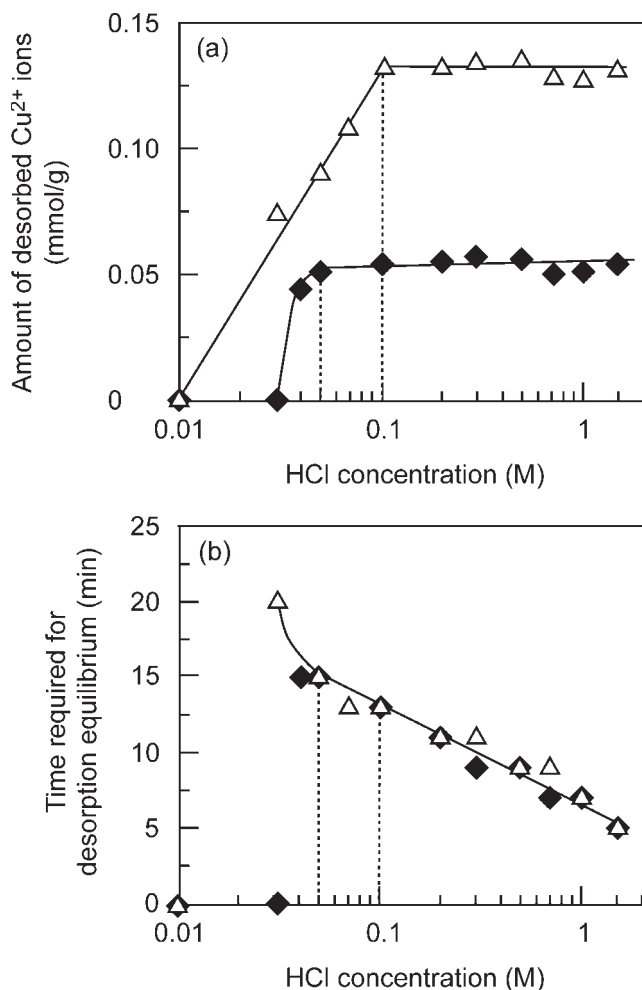 (a)
Amount of desorbed Cu²⁺ ions
(mmol/g)
0.15
0.10
0.05
0
0.01
0.1
1
HCl concentration (M)
(b)
Time required for
desorption equilibrium (min)
25
20
15
10
5
0
0.01
0.1
1
HCl concentration (M)